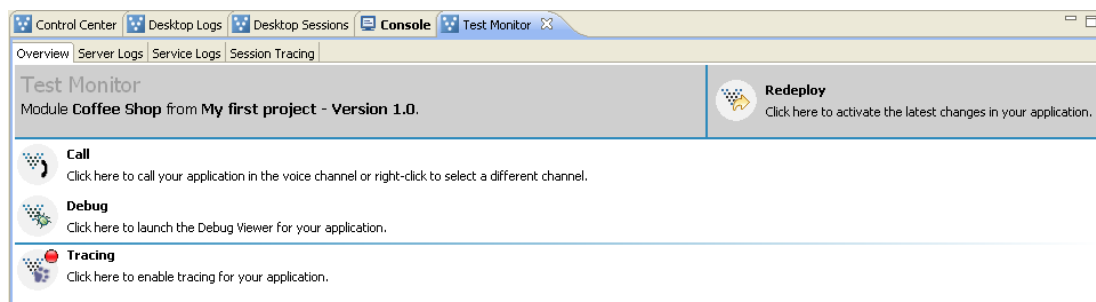 Control Center Desktop Logs Desktop Sessions Console Test Monitor
Overview Server Logs Service Logs Session Tracing
Test Monitor
Module Coffee Shop from My first project - Version 1.0.
Redeploy
Click here to activate the latest changes in your application.
Call
Click here to call your application in the voice channel or right-click to select a different channel.
Debug
Click here to launch the Debug Viewer for your application.
Tracing
Click here to enable tracing for your application.